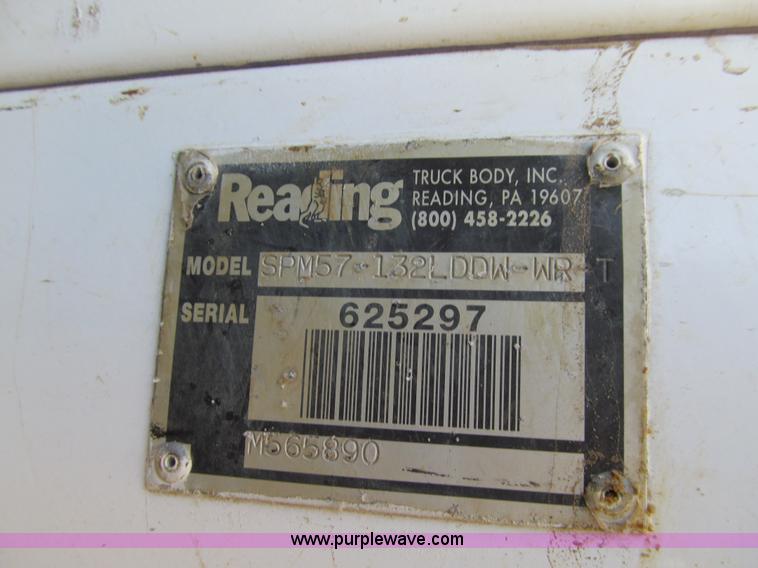 Reading
TRUCK BODY, INC.
READING, PA 19607
(800) 458-2226
MODEL SPM57-132LDDW-WR-T
SERIAL 625297
M565890
www.purplewave.com